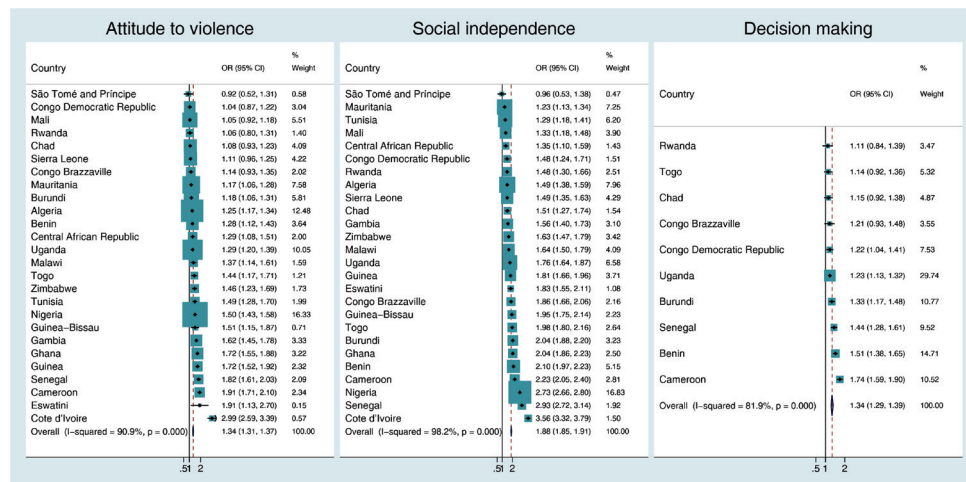 Attitude to violence
%
Country OR (95% CI) Weight
São Tomé and Príncipe 0.92 (0.52, 1.31) 0.58
Congo Democratic Republic 1.04 (0.87, 1.22) 3.04
Mali 1.05 (0.92, 1.18) 5.51
Rwanda 1.06 (0.80, 1.31) 1.40
Chad 1.08 (0.93, 1.23) 4.09
Sierra Leone 1.11 (0.96, 1.25) 4.22
Congo Brazzaville 1.14 (0.93, 1.35) 2.02
Mauritania 1.17 (1.06, 1.28) 7.58
Burundi 1.18 (1.06, 1.31) 5.81
Algeria 1.25 (1.17, 1.34) 12.48
Benin 1.28 (1.12, 1.43) 3.64
Central African Republic 1.29 (1.08, 1.51) 2.00
Uganda 1.29 (1.20, 1.39) 10.05
Malawi 1.37 (1.14, 1.61) 1.59
Togo 1.44 (1.17, 1.71) 1.21
Zimbabwe 1.46 (1.23, 1.69) 1.73
Tunisia 1.49 (1.28, 1.70) 1.99
Nigeria 1.50 (1.43, 1.58) 16.33
Guinea-Bissau 1.51 (1.15, 1.87) 0.71
Gambia 1.62 (1.45, 1.78) 3.33
Ghana 1.72 (1.55, 1.88) 3.22
Guinea 1.72 (1.52, 1.92) 2.32
Senegal 1.82 (1.61, 2.03) 2.09
Cameroon 1.91 (1.71, 2.10) 2.34
Eswatini 1.91 (1.13, 2.70) 0.15
Cote d'Ivoire 2.99 (2.59, 3.39) 0.57
Overall (I-squared = 90.9%, p = 0.000) 1.34 (1.31, 1.37) 100.00
.5 1 2
Social independence
%
Country OR (95% CI) Weight
São Tomé and Príncipe 0.96 (0.53, 1.38) 0.47
Mauritania 1.23 (1.13, 1.34) 7.25
Tunisia 1.29 (1.18, 1.41) 6.20
Mali 1.33 (1.18, 1.48) 3.90
Central African Republic 1.35 (1.10, 1.59) 1.43
Congo Democratic Republic 1.48 (1.24, 1.71) 1.51
Rwanda 1.48 (1.30, 1.66) 2.51
Algeria 1.49 (1.38, 1.59) 7.96
Sierra Leone 1.49 (1.35, 1.63) 4.29
Chad 1.51 (1.27, 1.74) 1.54
Gambia 1.56 (1.40, 1.73) 3.10
Zimbabwe 1.63 (1.47, 1.79) 3.42
Malawi 1.64 (1.50, 1.79) 4.09
Uganda 1.76 (1.64, 1.87) 6.58
Guinea 1.81 (1.66, 1.96) 3.71
Eswatini 1.83 (1.55, 2.11) 1.08
Congo Brazzaville 1.86 (1.66, 2.06) 2.16
Guinea-Bissau 1.95 (1.75, 2.14) 2.23
Togo 1.98 (1.80, 2.16) 2.64
Burundi 2.04 (1.88, 2.20) 3.23
Ghana 2.04 (1.86, 2.23) 2.50
Benin 2.10 (1.97, 2.23) 5.15
Cameroon 2.23 (2.05, 2.40) 2.81
Nigeria 2.73 (2.66, 2.80) 16.83
Senegal 2.93 (2.72, 3.14) 1.92
Cote d'Ivoire 3.56 (3.32, 3.79) 1.50
Overall (I-squared = 98.2%, p = 0.000) 1.88 (1.85, 1.91) 100.00
.5 1 2
Decision making
%
Country OR (95% CI) Weight
Rwanda 1.11 (0.84, 1.39) 3.47
Togo 1.14 (0.92, 1.36) 5.32
Chad 1.15 (0.92, 1.38) 4.87
Congo Brazzaville 1.21 (0.93, 1.48) 3.55
Congo Democratic Republic 1.22 (1.04, 1.41) 7.53
Uganda 1.23 (1.13, 1.32) 29.74
Burundi 1.33 (1.17, 1.48) 10.77
Senegal 1.44 (1.28, 1.61) 9.52
Benin 1.51 (1.38, 1.65) 14.71
Cameroon 1.74 (1.59, 1.90) 10.52
Overall (I-squared = 81.9%, p = 0.000) 1.34 (1.29, 1.39) 100.00
.5 1 2